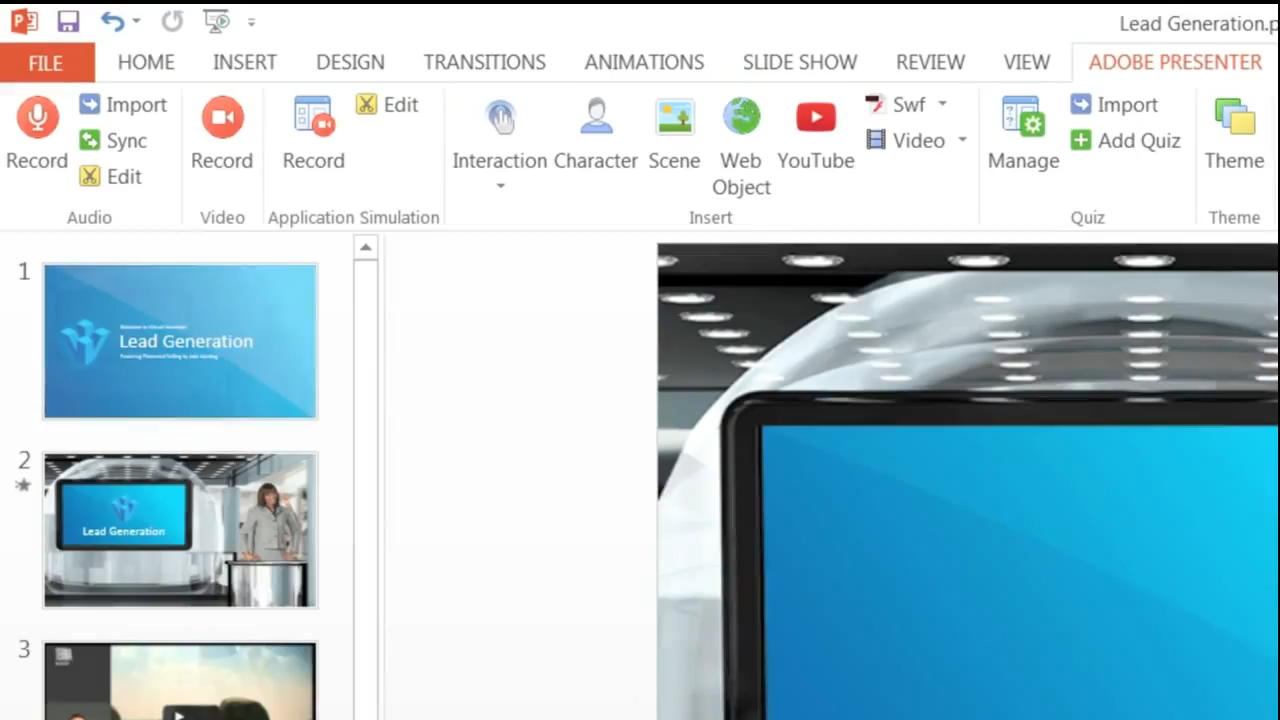 Lead Generation.p
FILE HOME INSERT DESIGN TRANSITIONS ANIMATIONS SLIDE SHOW REVIEW VIEW ADOBE PRESENTER
Record
Import
Sync
Edit
Audio
Record
Video
Record
Edit
Application Simulation
Interaction
Character
Scene
Web
Object
YouTube
Swf
Video
Insert
Manage
Import
Add Quiz
Quiz
Theme
Theme
1
Lead Generation
2
Lead Generation
3